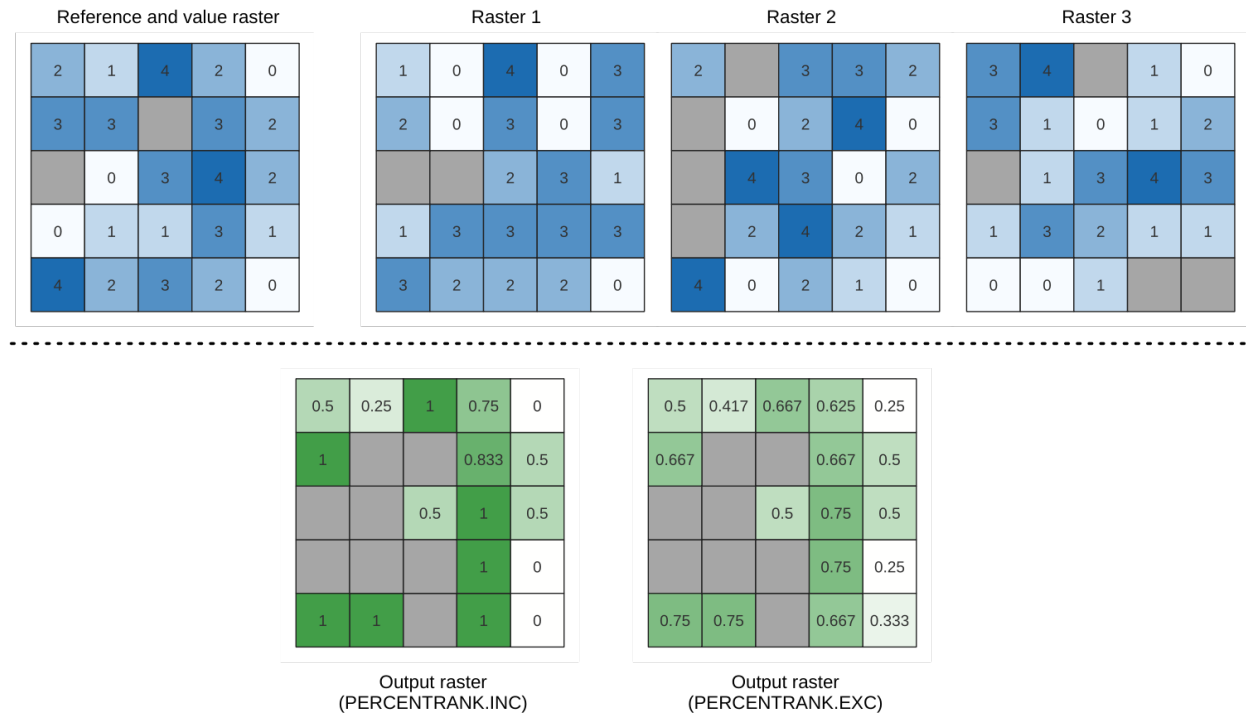 Reference and value raster Raster 1 Raster 2 Raster 3
2 1 4 2 0 1 0 4 0 3 2 3 3 2 3 4 1 0
3 3 3 2 2 0 3 0 3 0 2 4 0 3 1 0 1 2
0 3 4 2 2 3 1 4 3 0 2 1 3 4 3
0 1 1 3 1 1 3 3 3 3 2 4 2 1 1 3 2 1 1
4 2 3 2 0 3 2 2 2 0 4 0 2 1 0 0 0 1
0.5 0.25 1 0.75 0 0.5 0.417 0.667 0.625 0.25
1 0.833 0.5 0.667 0.667 0.5
0.5 1 0.5 0.5 0.75 0.5
1 0 0.75 0.25
1 1 1 0 0.75 0.75 0.667 0.333
Output raster Output raster
(PERCENTRANK.INC) (PERCENTRANK.EXC)